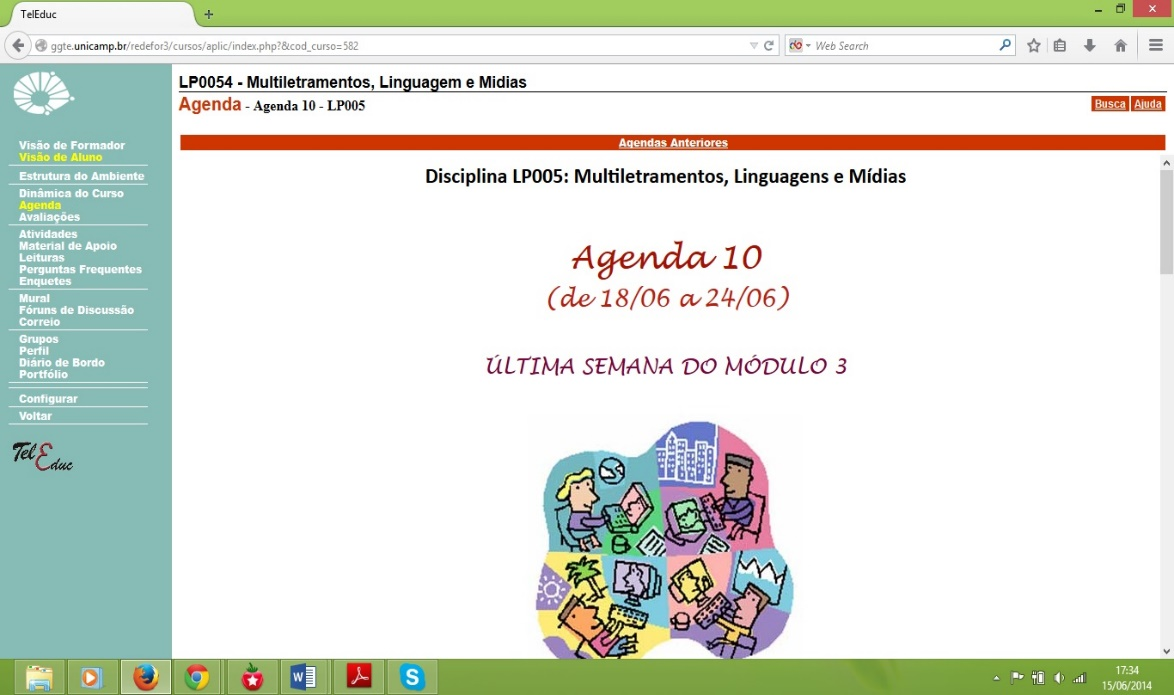 TelEduc
ggte.unicamp.br/redefor3/cursos/aplic/index.php?&cod_curso=582
Web Search
LP0054 - Multiletramentos, Linguagem e Midias
Agenda - Agenda 10 - LP005
Busca Ajuda
Agendas Anteriores
Visão de Formador
Visão de Aluno
Estrutura do Ambiente
Dinâmica do Curso
Agenda
Avaliações
Atividades
Material de Apoio
Leituras
Perguntas Frequentes
Enquetes
Mural
Fóruns de Discussão
Correio
Grupos
Perfil
Diário de Bordo
Portfólio
Configurar
Voltar
TelEduc
Disciplina LP005: Multiletramentos, Linguagens e Mídias
Agenda 10
(de 18/06 a 24/06)
ÚLTIMA SEMANA DO MÓDULO 3
17:34
15/06/2014